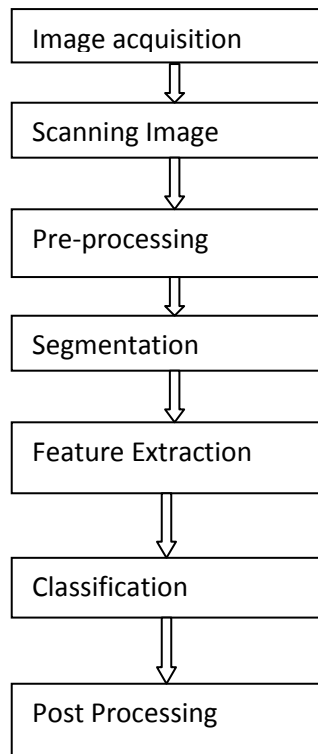 Image acquisition
Scanning Image
Pre-processing
Segmentation
Feature Extraction
Classification
Post Processing